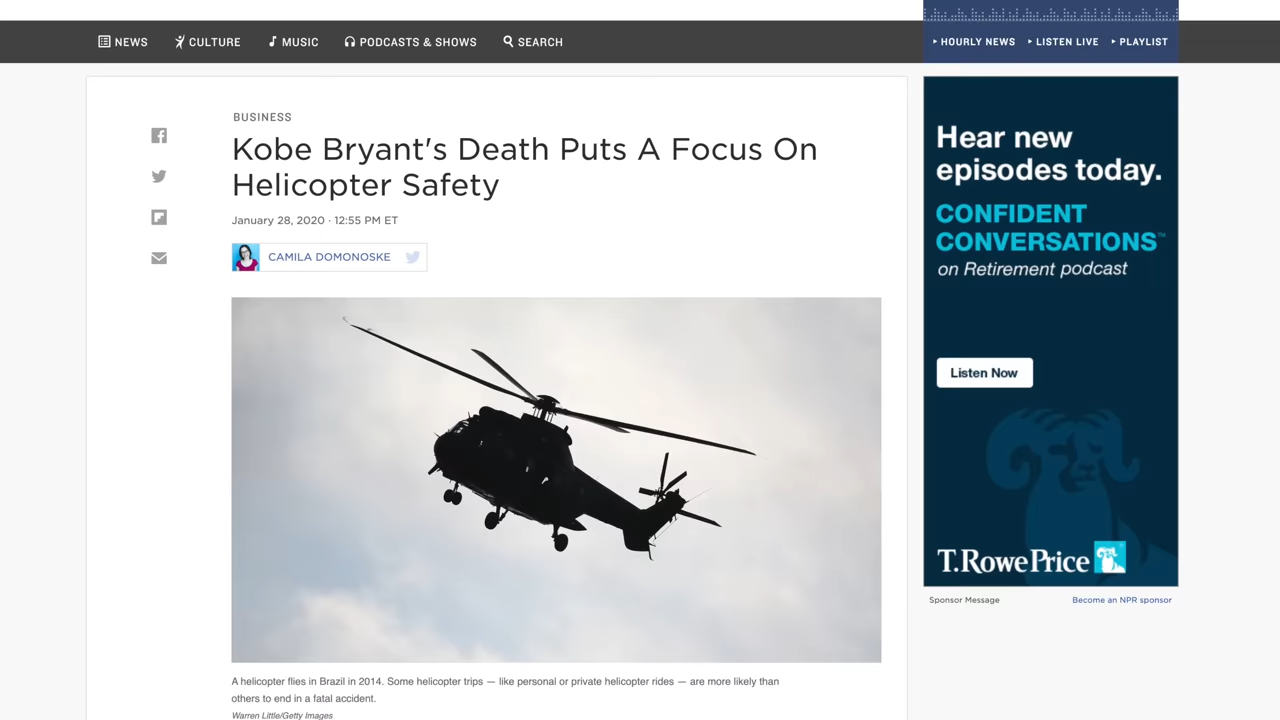 NEWS
CULTURE
MUSIC
PODCASTS & SHOWS
SEARCH
HOURLY NEWS
LISTEN LIVE
PLAYLIST
BUSINESS
Kobe Bryant's Death Puts A Focus On
Helicopter Safety
January 28, 2020 · 12:55 PM ET
CAMILA DOMONOSKE
A helicopter flies in Brazil in 2014. Some helicopter trips — like personal or private helicopter rides — are more likely than
others to end in a fatal accident.
Warren Little/Getty Images
Hear new
episodes today.
CONFIDENT
CONVERSATIONS™
on Retirement podcast
Listen Now
T.RowePrice
Sponsor Message
Become an NPR sponsor